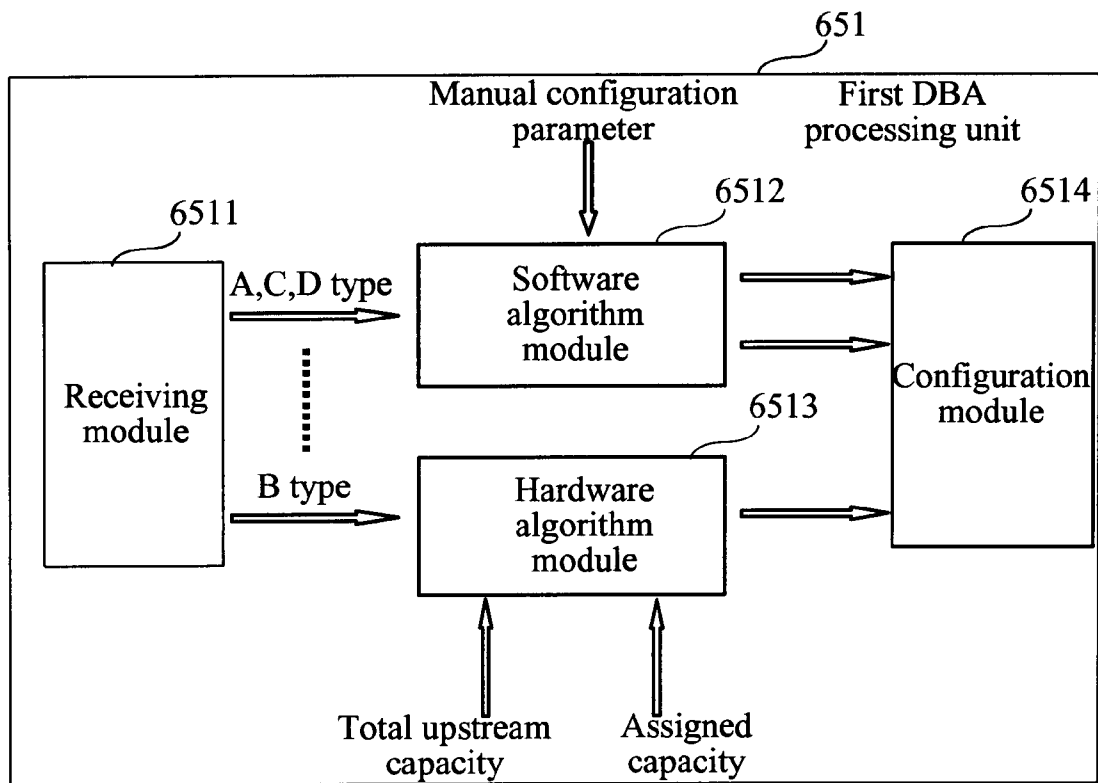 651
Manual configuration
parameter
First DBA
processing unit
6511
6512
6514
A,C,D type
Software
algorithm
module
Receiving
module
Configuration
module
6513
B type
Hardware
algorithm
module
Total upstream
capacity
Assigned
capacity